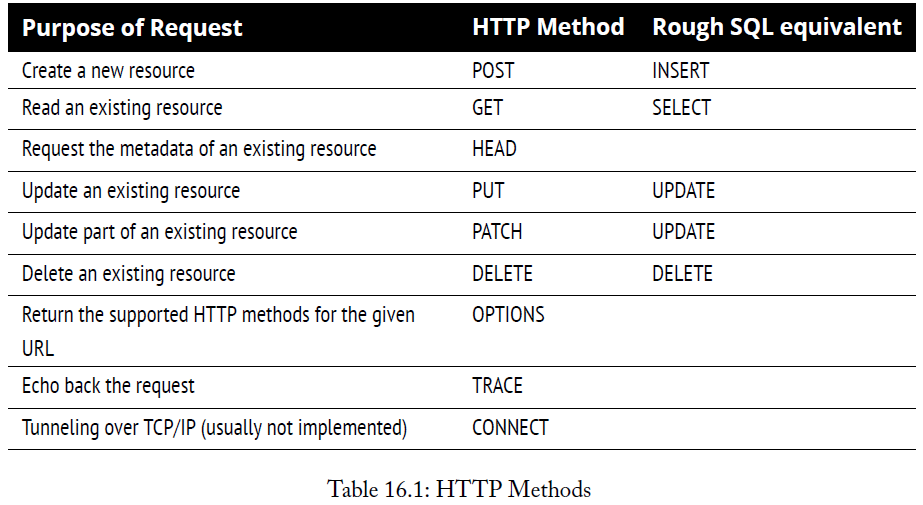 Purpose of Request HTTP Method Rough SQL equivalent
Create a new resource POST INSERT
Read an existing resource GET SELECT
Request the metadata of an existing resource HEAD
Update an existing resource PUT UPDATE
Update part of an existing resource PATCH UPDATE
Delete an existing resource DELETE DELETE
Return the supported HTTP methods for the given OPTIONS
URL
Echo back the request TRACE
Tunneling over TCP/IP (usually not implemented) CONNECT
Table 16.1: HTTP Methods